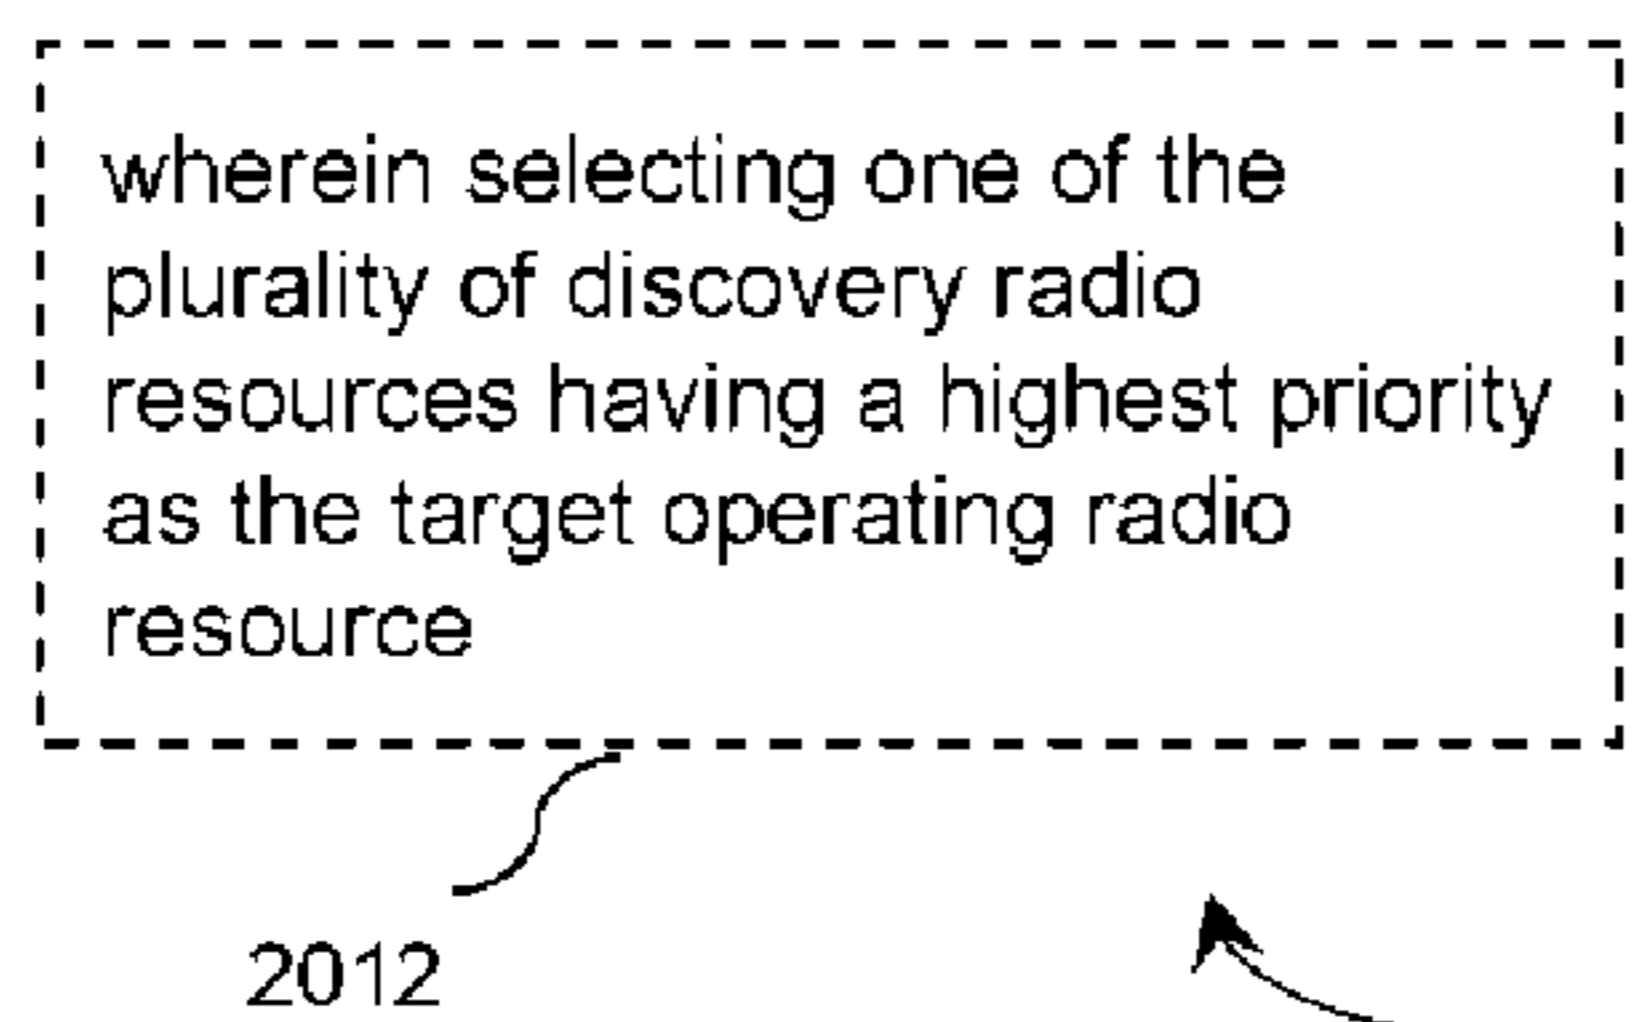 wherein selecting one of the
plurality of discovery radio
resources having a highest priority
as the target operating radio
resource
2012